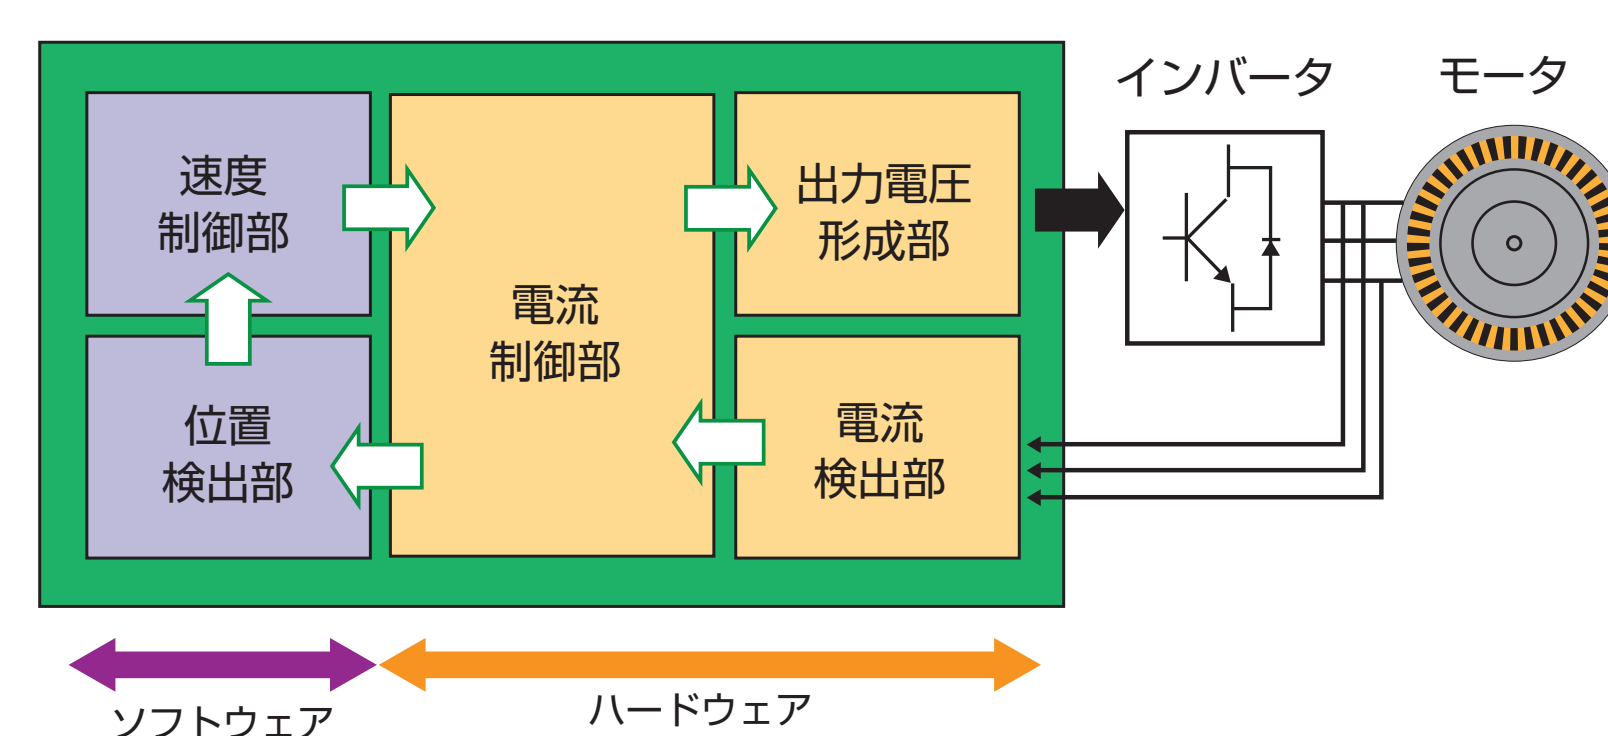 インバータ
モータ
速度
制御部
出力電圧
形成部
電流
制御部
位置
検出部
電流
検出部
ソフトウェア
ハードウェア